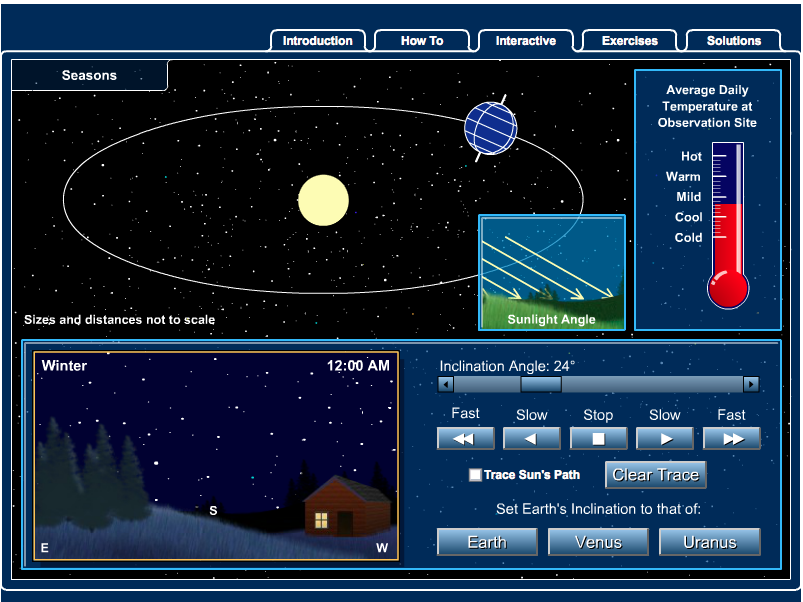 Introduction
How To
Interactive
Exercises
Solutions
Seasons
Average Daily
Temperature at
Observation Site
Hot
Warm
Mild
Cool
Cold
Sunlight Angle
Sizes and distances not to scale
Winter
12:00 AM
S
E
W
Inclination Angle: 24°
Fast
Slow
Stop
Slow
Fast
Trace Sun's Path
Clear Trace
Set Earth's Inclination to that of:
Earth
Venus
Uranus